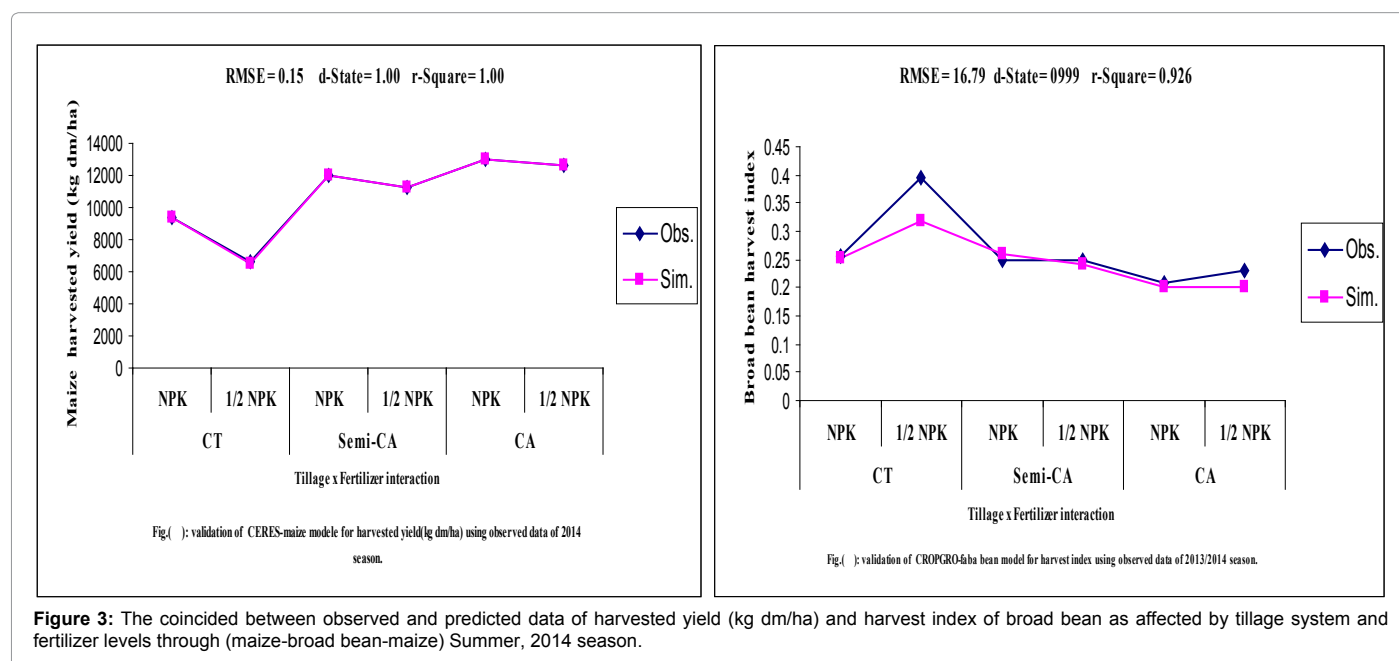 RMSE=0.15 d-State=1.00 r-Square=1.00
Maize harvested yield (kg dm/ha)
14000
12000
10000
8000
6000
4000
2000
0
NPK 1/2 NPK NPK 1/2 NPK NPK 1/2 NPK
CT Semi-CA CA
Tillage x Fertilizer interaction
Obs.
Sim.
Fig.( ): validation of CERES-maize modele for harvested yield(kg dm/ha) using observed data of 2014
season.
RMSE=16.79 d-State=0999 r-Square=0.926
Broad bean harvest index
0.45
0.4
0.35
0.3
0.25
0.2
0.15
0.1
0.05
0
NPK 1/2 NPK NPK 1/2 NPK NPK 1/2 NPK
CT Semi-CA CA
Tillage x Fertilizer interaction
Obs.
Sim.
Fig.( ): validation of CROPGRO-faba bean model for harvest index using observed data of 2013/2014 season.
Figure 3: The coincided between observed and predicted data of harvested yield (kg dm/ha) and harvest index of broad bean as affected by tillage system and
fertilizer levels through (maize-broad bean-maize) Summer, 2014 season.